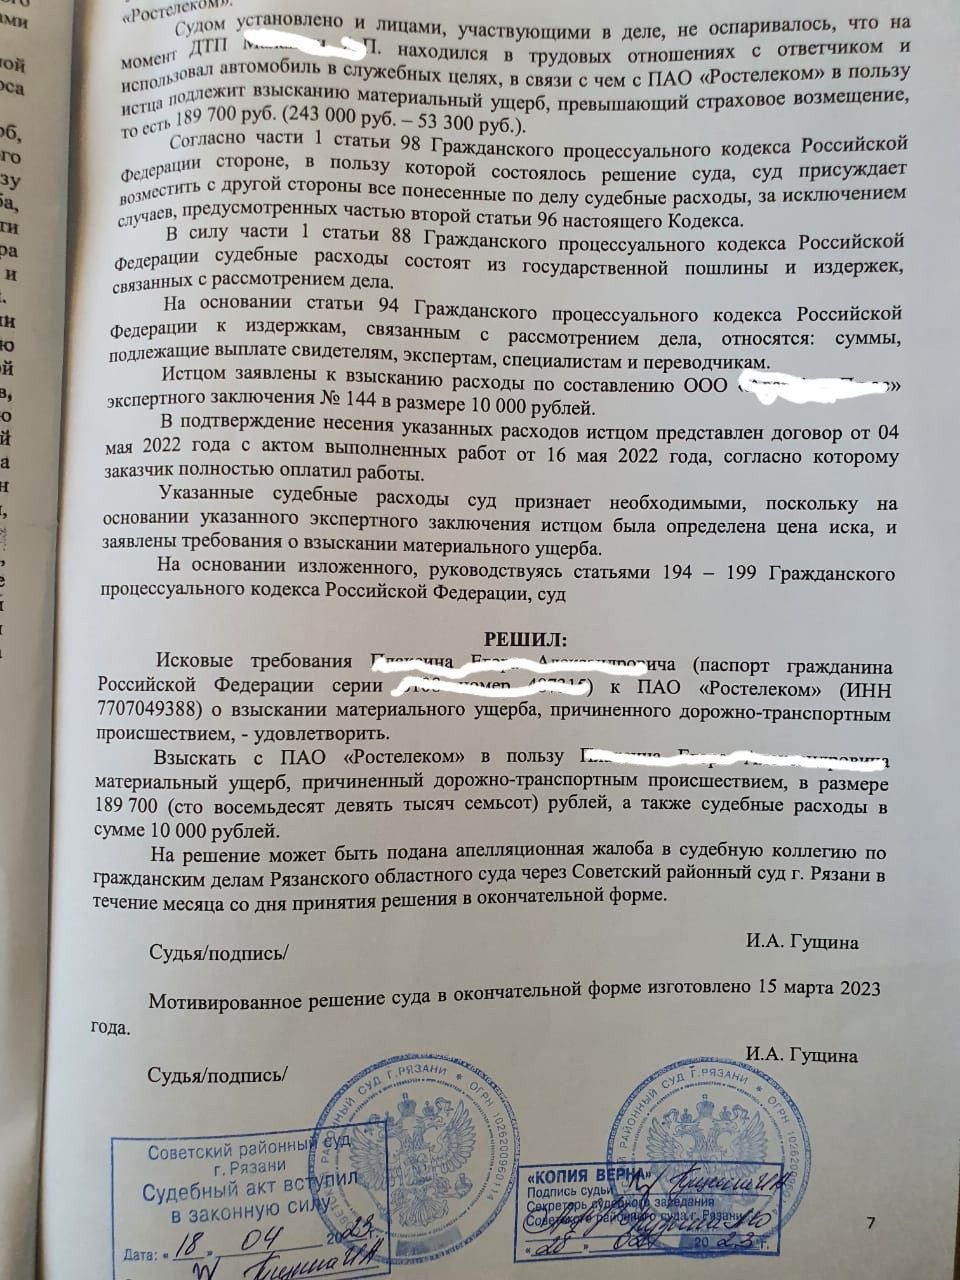 «Ростелеком».
Судом установлено и лицами, участвующими в деле, не оспаривалось, что на
момент ДТП П. находился в трудовых отношениях с ответчиком и
использовал автомобиль в служебных целях, в связи с чем с ПАО «Ростелеком» в пользу
истца подлежит взысканию материальный ущерб, превышающий страховое возмещение,
то есть 189 700 руб. (243 000 руб. – 53 300 руб.).
Согласно части 1 статьи 98 Гражданского процессуального кодекса Российской
Федерации стороне, в пользу которой состоялось решение суда, суд присуждает
возместить с другой стороны все понесенные по делу судебные расходы, за исключением
случаев, предусмотренных частью второй статьи 96 настоящего Кодекса.
В силу части 1 статьи 88 Гражданского процессуального кодекса Российской
Федерации судебные расходы состоят из государственной пошлины и издержек,
связанных с рассмотрением дела.
На основании статьи 94 Гражданского процессуального кодекса Российской
Федерации к издержкам, связанным с рассмотрением дела, относятся: суммы,
подлежащие выплате свидетелям, экспертам, специалистам и переводчикам.
Истцом заявлены к взысканию расходы по составлению ООО « »
экспертного заключения № 144 в размере 10 000 рублей.
В подтверждение несения указанных расходов истцом представлен договор от 04
мая 2022 года с актом выполненных работ от 16 мая 2022 года, согласно которому
заказчик полностью оплатил работы.
Указанные судебные расходы суд признает необходимыми, поскольку на
основании указанного экспертного заключения истцом была определена цена иска, и
заявлены требования о взыскании материального ущерба.
На основании изложенного, руководствуясь статьями 194 – 199 Гражданского
процессуального кодекса Российской Федерации, суд
РЕШИЛ:
Исковые требования (паспорт гражданина
Российской Федерации серии ) к ПАО «Ростелеком» (ИНН
7707049388) о взыскании материального ущерба, причиненного дорожно-транспортным
происшествием, - удовлетворить.
Взыскать с ПАО «Ростелеком» в пользу
материальный ущерб, причиненный дорожно-транспортным происшествием, в размере
189 700 (сто восемьдесят девять тысяч семьсот) рублей, а также судебные расходы в
сумме 10 000 рублей.
На решение может быть подана апелляционная жалоба в судебную коллегию по
гражданским делам Рязанского областного суда через Советский районный суд г. Рязани в
течение месяца со дня принятия решения в окончательной форме.
Судья/подпись/ И.А. Гущина
Мотивированное решение суда в окончательной форме изготовлено 15 марта 2023
года.
Судья/подпись/ И.А. Гущина
Советский районный суд
г. Рязани
Судебный акт вступил
в законную силу
Дата: « 18 » 04 2023 г.
«КОПИЯ ВЕРНА»
Подпись судьи
Секретарь судебного заседания
Советского районного суда г. Рязани
2023 г.
7